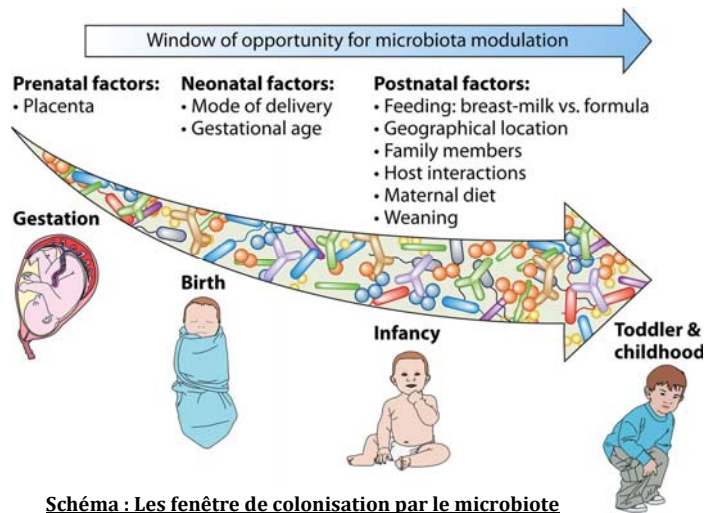 Window of opportunity for microbiota modulation
Prenatal factors:
• Placenta
Neonatal factors:
• Mode of delivery
• Gestational age
Postnatal factors:
• Feeding: breast-milk vs. formula
• Geographical location
• Family members
• Host interactions
• Maternal diet
• Weaning
Gestation
Birth
Infancy
Toddler &
childhood
Schéma : Les fenêtre de colonisation par le microbiote